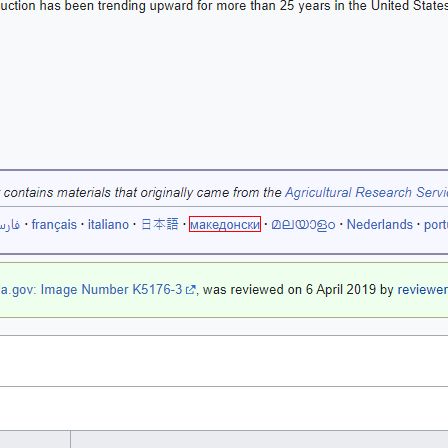 uction has been trending upward for more than 25 years in the United States
contains materials that originally came from the Agricultural Research Servi
فارس · français · italiano · 日本語 · македонски · മലയാളം · Nederlands · port
a.gov: Image Number K5176-3, was reviewed on 6 April 2019 by reviewer